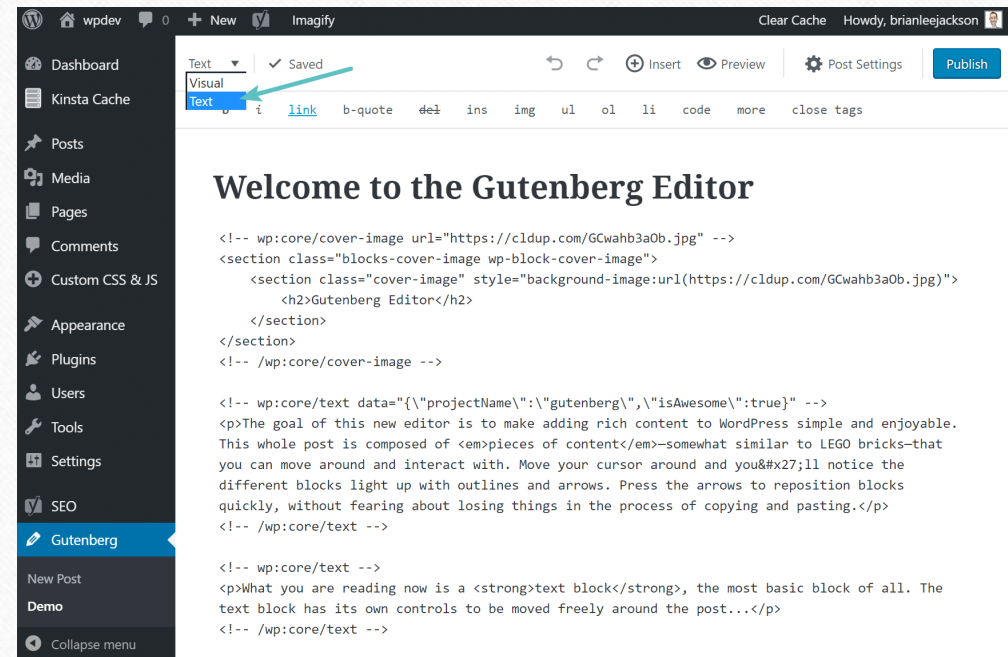 wpdev 0 + New Imagify Clear Cache Howdy, brianleejackson
Dashboard
Kinsta Cache
Posts
Media
Pages
Comments
Custom CSS & JS
Appearance
Plugins
Users
Tools
Settings
SEO
Gutenberg
New Post
Demo
Collapse menu
Text Saved Insert Preview Post Settings Publish
Visual
Text
i link b-quote del ins img ul ol li code more close tags
Welcome to the Gutenberg Editor
<!-- wp:core/cover-image url="https://cldup.com/GCwahb3aOb.jpg" -->
<section class="blocks-cover-image wp-block-cover-image">
    <section class="cover-image" style="background-image:url(https://cldup.com/GCwahb3aOb.jpg)">
        <h2>Gutenberg Editor</h2>
    </section>
</section>
<!-- /wp:core/cover-image -->
<!-- wp:core/text data="{\"projectName\":\"gutenberg\",\"isAwesome\":true}" -->
<p>The goal of this new editor is to make adding rich content to WordPress simple and enjoyable.
This whole post is composed of <em>pieces of content</em>—somewhat similar to LEGO bricks—that
you can move around and interact with. Move your cursor around and you&#x27;ll notice the
different blocks light up with outlines and arrows. Press the arrows to reposition blocks
quickly, without fearing about losing things in the process of copying and pasting.</p>
<!-- /wp:core/text -->
<!-- wp:core/text -->
<p>What you are reading now is a <strong>text block</strong>, the most basic block of all. The
text block has its own controls to be moved freely around the post...</p>
<!-- /wp:core/text -->